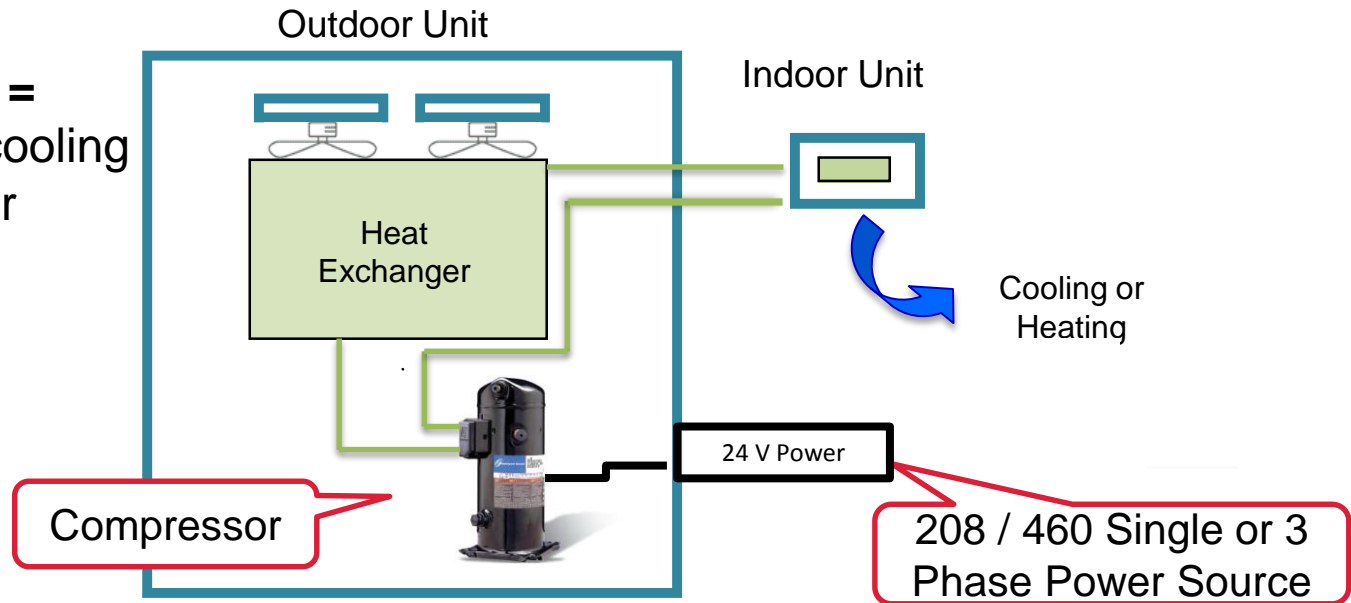 Outdoor Unit
Indoor Unit
=
cooling
r
Heat
Exchanger
Cooling or
Heating,
24 V Power
Compressor
208 / 460 Single or 3
Phase Power Source